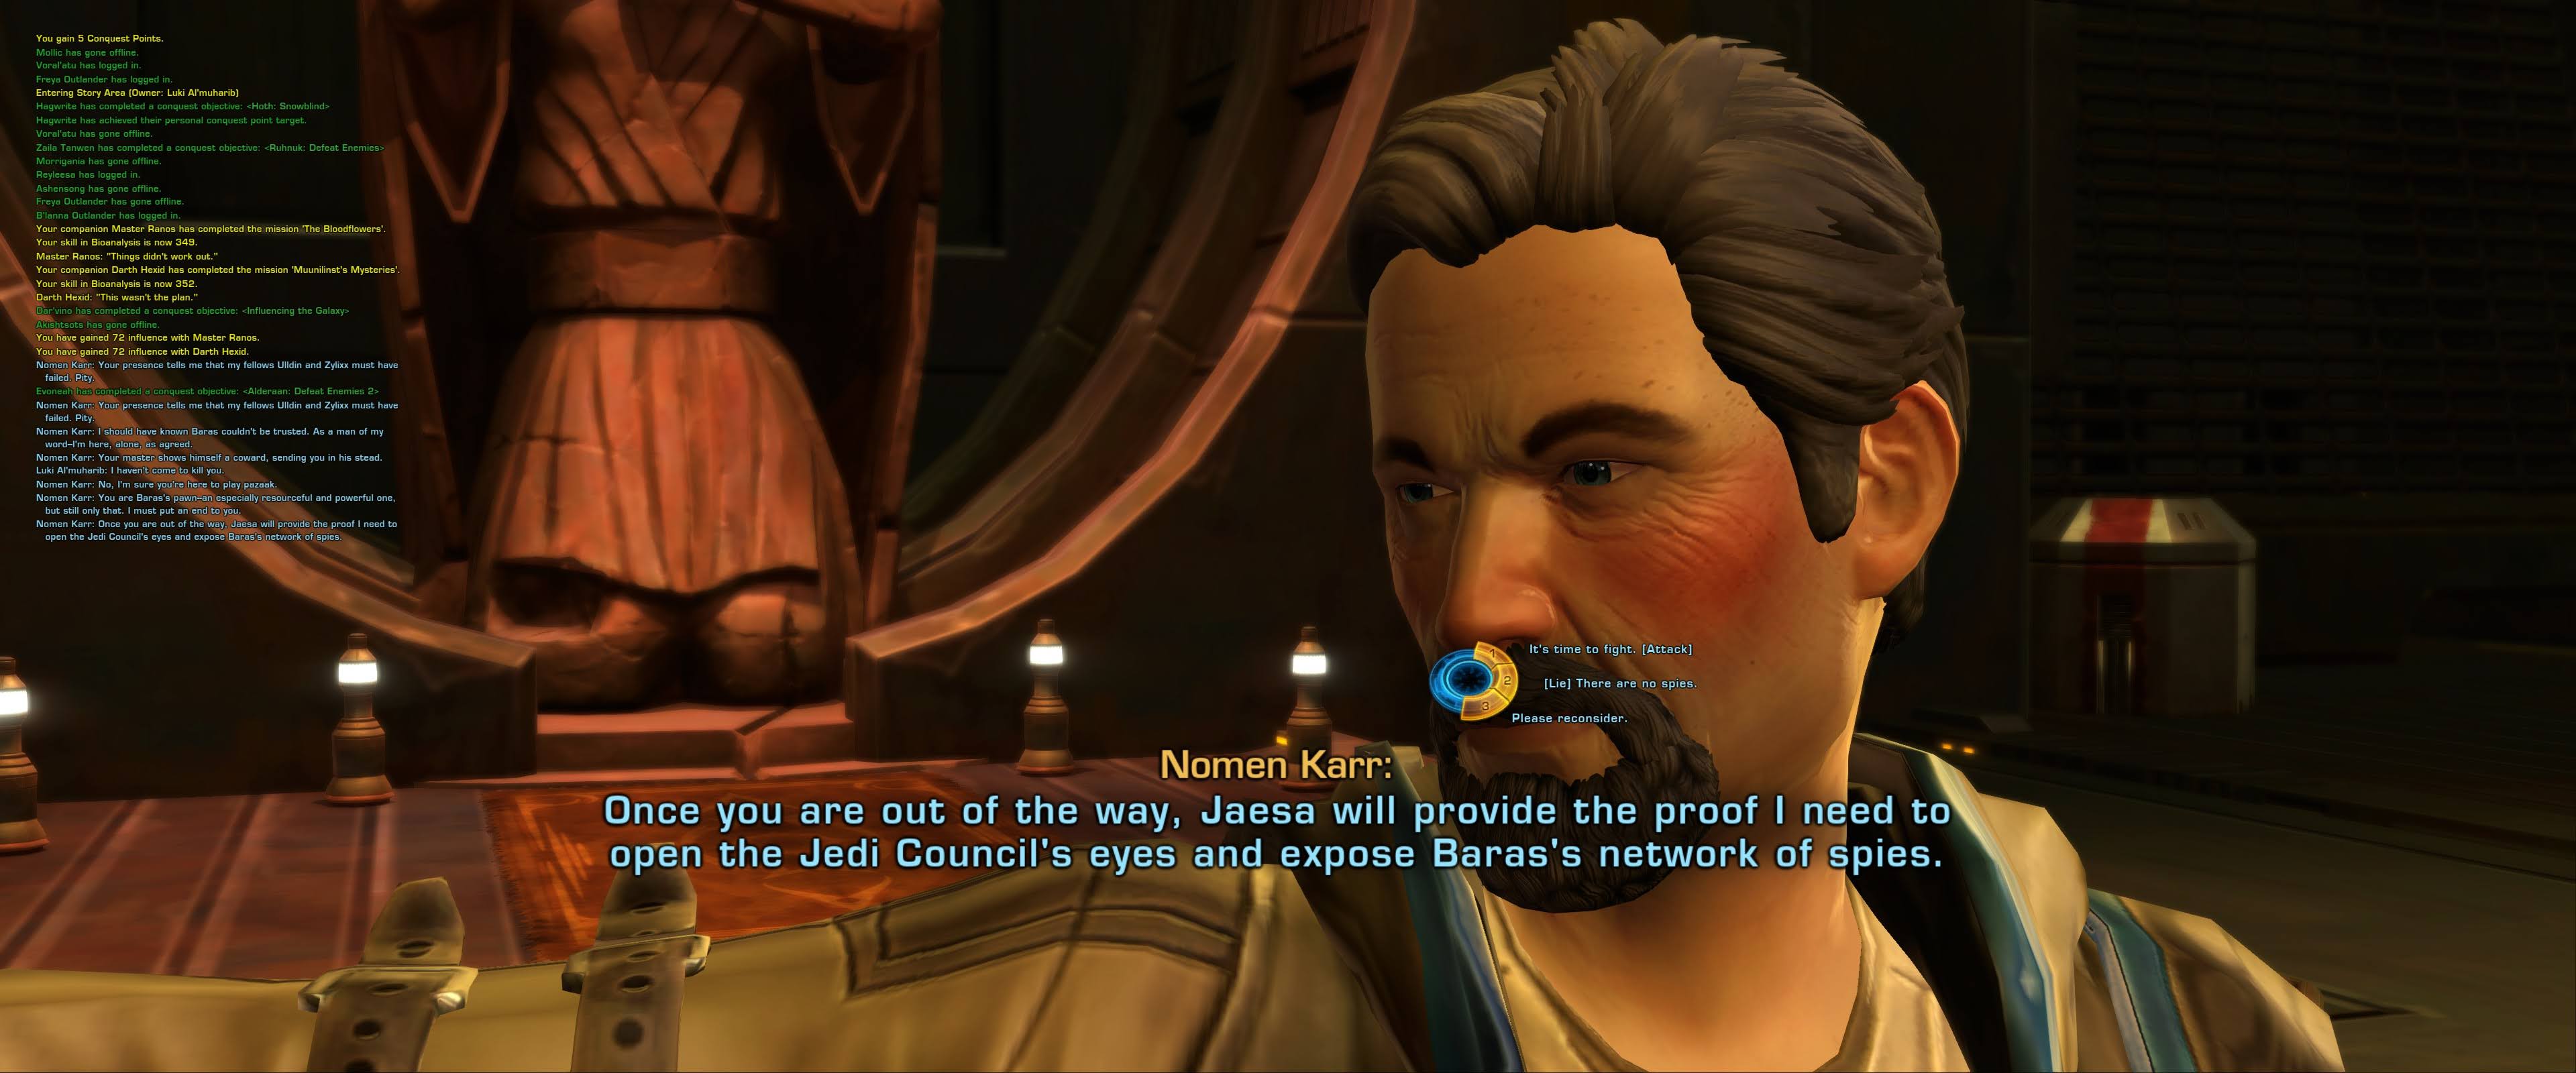 You gain 5 Conquest Points.
Mollic has gone offline.
Voral'atu has logged in.
Freya Outlander has logged in.
Entering Story Area (Owner: Luki Al'muharib)
Hagwrite has completed a conquest objective: <Hoth: Snowblind>
Hagwrite has achieved their personal conquest point target.
Voral'atu has gone offline.
Zaila Tanwen has completed a conquest objective: <Ruhnuk: Defeat Enemies>
Morrigania has gone offline.
Reyleesa has logged in.
Ashensong has gone offline.
Freya Outlander has gone offline.
B'lanna Outlander has logged in.
Your companion Master Ranos has completed the mission 'The Bloodflowers'.
Your skill in Bioanalysis is now 349.
Master Ranos: "Things didn't work out."
Your companion Darth Hexid has completed the mission 'Muunilinst's Mysteries'.
Your skill in Bioanalysis is now 352.
Darth Hexid: "This wasn't the plan."
Dar'vino has completed a conquest objective: <Influencing the Galaxy>
Akishtsots has gone offline.
You have gained 72 influence with Master Ranos.
You have gained 72 influence with Darth Hexid.
Nomen Karr: Your presence tells me that my fellows Ulldin and Zylixx must have
failed. Pity.
Evoneah has completed a conquest objective: <Alderaan: Defeat Enemies 2>
Nomen Karr: Your presence tells me that my fellows Ulldin and Zylixx must have
failed. Pity.
Nomen Karr: I should have known Baras couldn't be trusted. As a man of my
word—I'm here, alone, as agreed.
Nomen Karr: Your master shows himself a coward, sending you in his stead.
Luki Al'muharib: I haven't come to kill you.
Nomen Karr: No, I'm sure you're here to play pazaak.
Nomen Karr: You are Baras's pawn—an especially resourceful and powerful one,
but still only that. I must put an end to you.
Nomen Karr: Once you are out of the way, Jaesa will provide the proof I need to
open the Jedi Council's eyes and expose Baras's network of spies.
1 It's time to fight. [Attack]
2 [Lie] There are no spies.
3 Please reconsider.
Nomen Karr:
Once you are out of the way, Jaesa will provide the proof I need to
open the Jedi Council's eyes and expose Baras's network of spies.